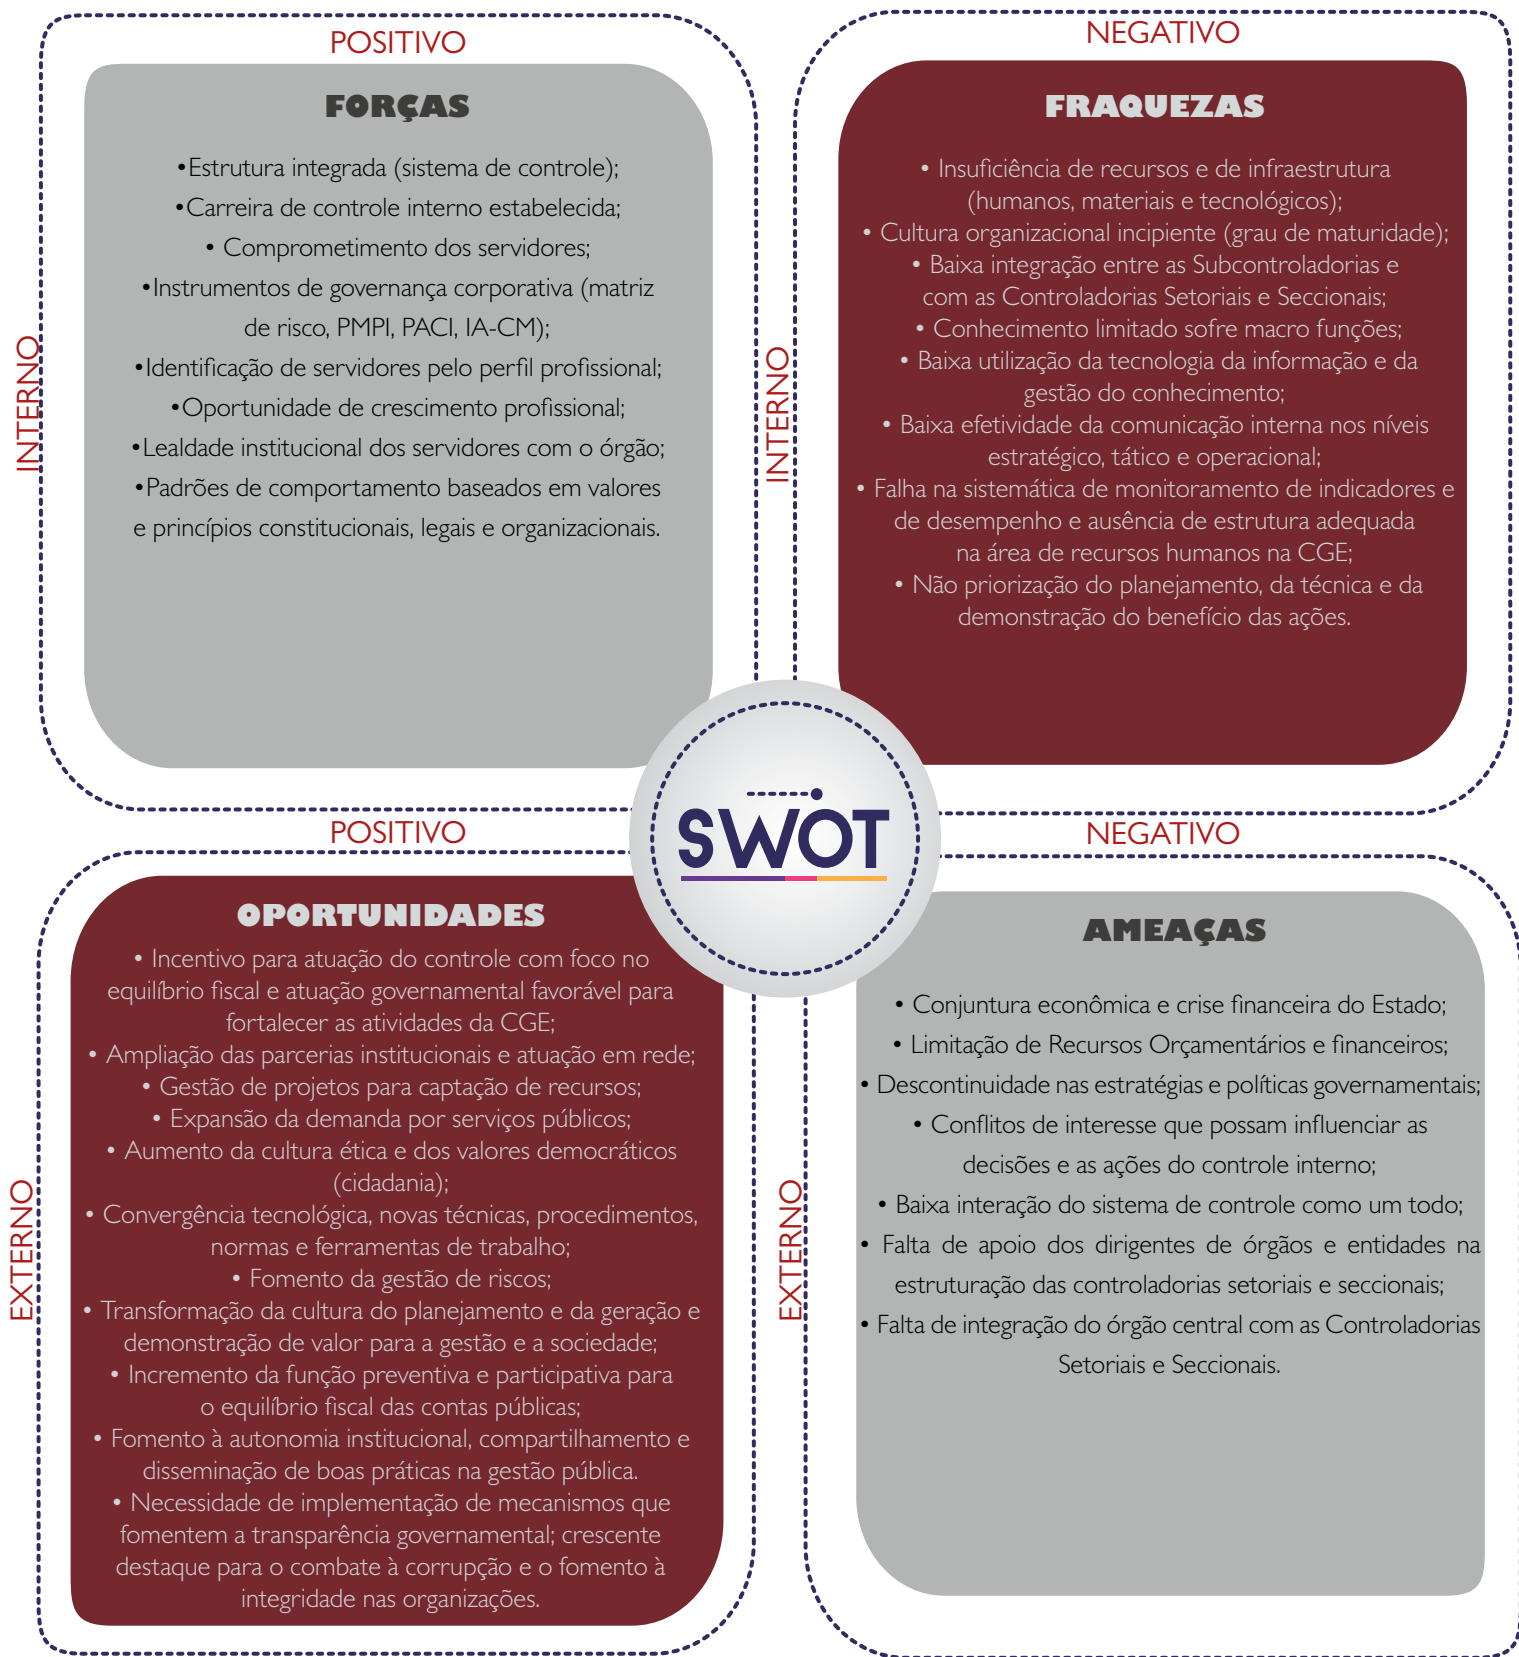 POSITIVO
FORÇAS
•Estrutura integrada (sistema de controle);
•Carreira de controle interno estabelecida;
• Comprometimento dos servidores;
•Instrumentos de governança corporativa (matriz
de risco, PMPI, PACI, IA-CM);
•Identificação de servidores pelo perfil profissional;
•Oportunidade de crescimento profissional;
•Lealdade institucional dos servidores com o órgão;
•Padrões de comportamento baseados em valores
e princípios constitucionais, legais e organizacionais.
INTERNO
NEGATIVO
FRAQUEZAS
• Insuficiência de recursos e de infraestrutura
(humanos, materiais e tecnológicos);
• Cultura organizacional incipiente (grau de maturidade);
• Baixa integração entre as Subcontroladorias e
com as Controladorias Setoriais e Seccionais;
• Conhecimento limitado sofre macro funções;
• Baixa utilização da tecnologia da informação e da
gestão do conhecimento;
• Baixa efetividade da comunicação interna nos níveis
estratégico, tático e operacional;
• Falha na sistemática de monitoramento de indicadores e
de desempenho e ausência de estrutura adequada
na área de recursos humanos na CGE;
• Não priorização do planejamento, da técnica e da
demonstração do benefício das ações.
INTERNO
SWOT
POSITIVO
OPORTUNIDADES
• Incentivo para atuação do controle com foco no
equilíbrio fiscal e atuação governamental favorável para
fortalecer as atividades da CGE;
• Ampliação das parcerias institucionais e atuação em rede;
• Gestão de projetos para captação de recursos;
• Expansão da demanda por serviços públicos;
• Aumento da cultura ética e dos valores democráticos
(cidadania);
• Convergência tecnológica, novas técnicas, procedimentos,
normas e ferramentas de trabalho;
• Fomento da gestão de riscos;
• Transformação da cultura do planejamento e da geração e
demonstração de valor para a gestão e a sociedade;
• Incremento da função preventiva e participativa para
o equilíbrio fiscal das contas públicas;
• Fomento à autonomia institucional, compartilhamento e
disseminação de boas práticas na gestão pública.
• Necessidade de implementação de mecanismos que
fomentem a transparência governamental; crescente
destaque para o combate à corrupção e o fomento à
integridade nas organizações.
EXTERNO
NEGATIVO
AMEAÇAS
• Conjuntura econômica e crise financeira do Estado;
• Limitação de Recursos Orçamentários e financeiros;
• Descontinuidade nas estratégias e políticas governamentais;
• Conflitos de interesse que possam influenciar as
decisões e as ações do controle interno;
• Baixa interação do sistema de controle como um todo;
• Falta de apoio dos dirigentes de órgãos e entidades na
estruturação das controladorias setoriais e seccionais;
• Falta de integração do órgão central com as Controladorias
Setoriais e Seccionais.
EXTERNO